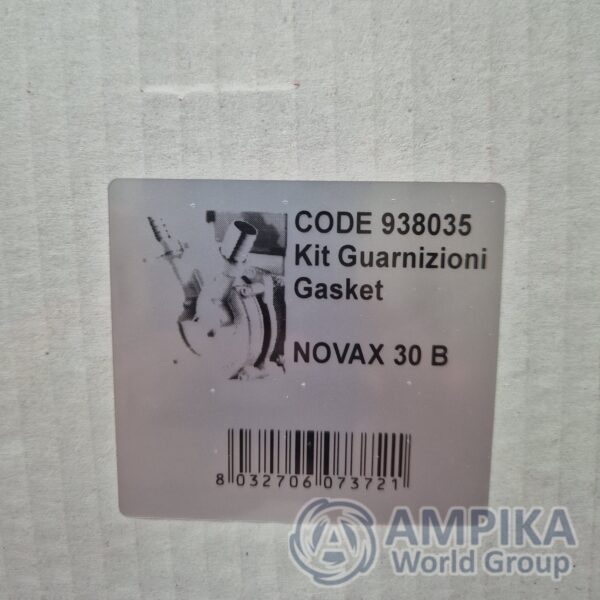 CODE 938035
Kit Guarnizioni
Gasket
NOVAX 30 B
8 032706 073721
AMPIKA
World Group